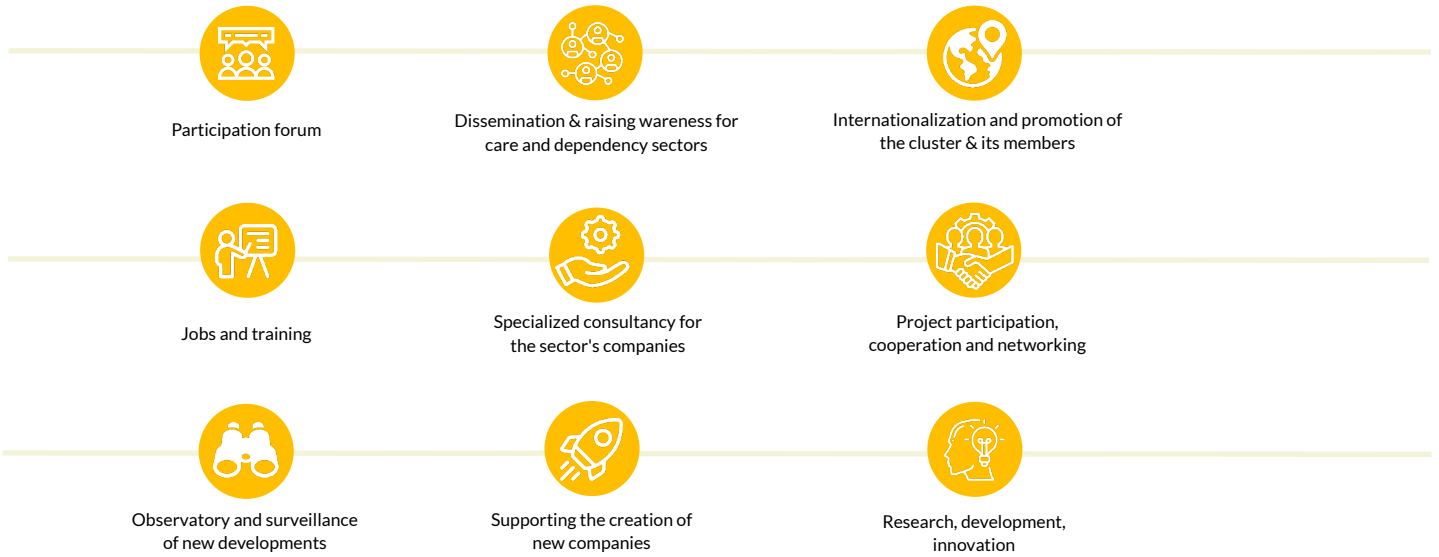 Participation forum
Dissemination & raising wareness for
care and dependency sectors
Internationalization and promotion of
the cluster & its members
Jobs and training
Specialized consultancy for
the sector's companies
Project participation,
cooperation and networking
Observatory and surveillance
of new developments
Supporting the creation of
new companies
Research, development,
innovation